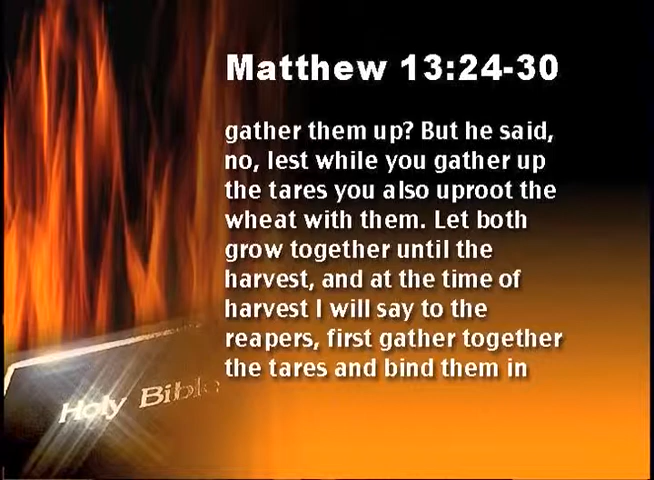 Matthew 13:24-30
gather them up? But he said,
no, lest while you gather up
the tares you also uproot the
wheat with them. Let both
grow together until the
harvest, and at the time of
harvest I will say to the
reapers, first gather together
the tares and bind them in
Holy Bible